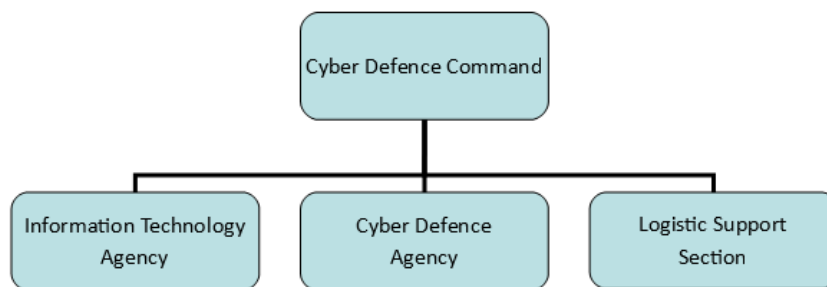 Cyber Defence Command
Information Technology
Agency
Cyber Defence
Agency
Logistic Support
Section